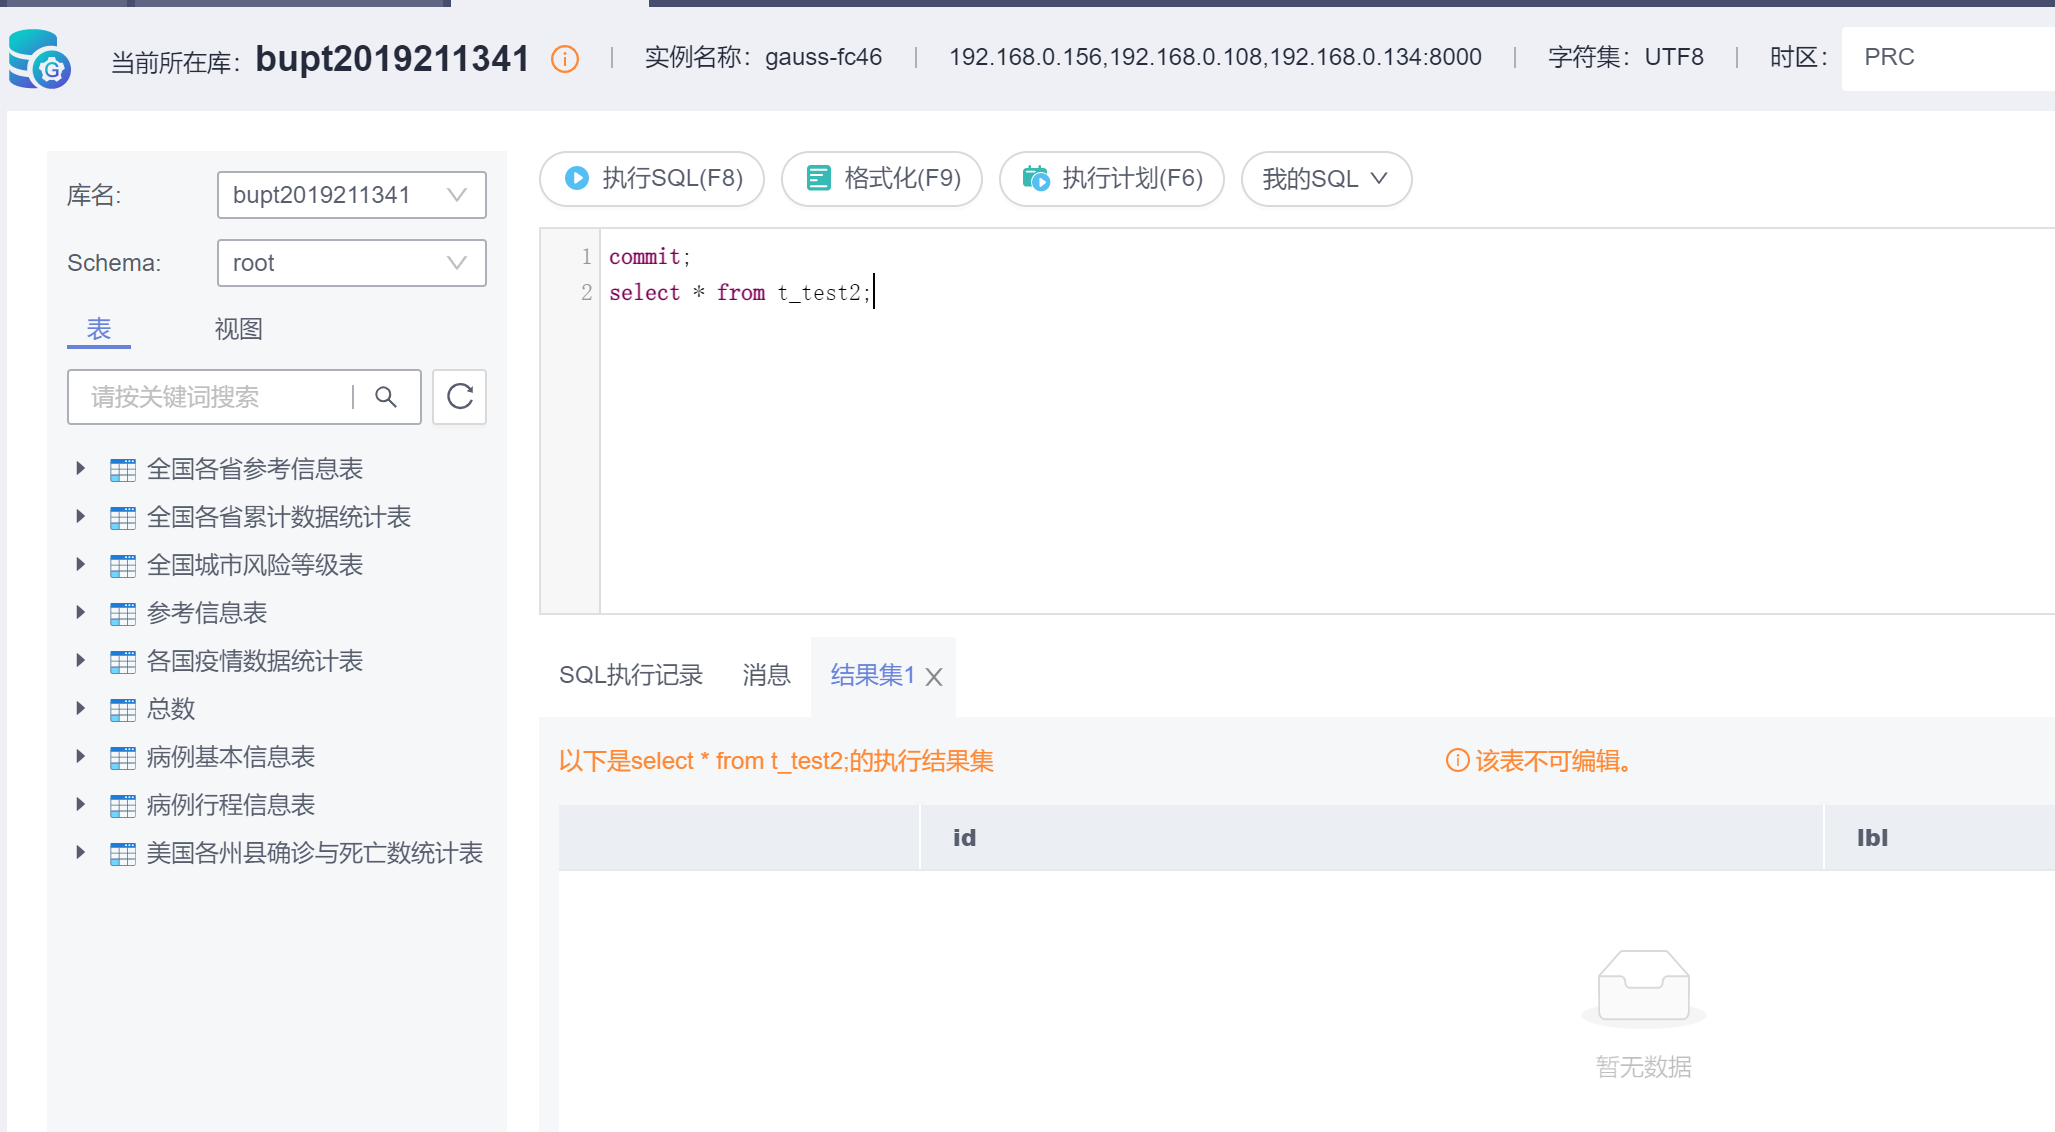 当前所在库: bupt2019211341 实例名称: gauss-fc46 192.168.0.156,192.168.0.108,192.168.0.134:8000 字符集: UTF8 时区: PRC
库名: bupt2019211341
Schema: root
表 视图
请按关键词搜索
全国各省参考信息表
全国各省累计数据统计表
全国城市风险等级表
参考信息表
各国疫情数据统计表
总数
病例基本信息表
病例行程信息表
美国各州县确诊与死亡数统计表
执行SQL(F8) 格式化(F9) 执行计划(F6) 我的SQL
1 commit;
2 select * from t_test2;
SQL执行记录 消息 结果集1
以下是select * from t_test2;的执行结果集 该表不可编辑。
id lbl
暂无数据